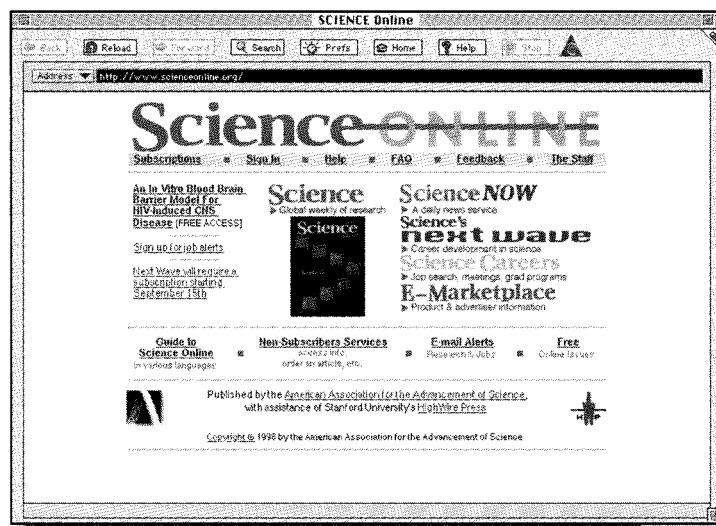 SCIENCE Online
Back Reload Forward Search Prefs Home Help Stop
Address http://www.scienceonline.org/
Science ONLINE
Subscriptions Sign In Help FAQ Feedback The Staff
An In Vitro Blood Brain
Barrier Model For
HIV-Induced CNS
Disease [FREE ACCESS]
Sign up for job alerts
Next Wave will require a
subscription starting
September 15th
Science
Global weekly of research
Science
Science NOW
A daily news service
Science's
next wave
Career development in science
Science Careers
Job search, meetings, grad programs
E-Marketplace
Product & advertiser information
Guide to
Science Online
in various languages
Non-Subscribers Services
access info,
order an article, etc.
E-mail Alerts
Research & Jobs
Free
Online Issues
Published by the American Association for the Advancement of Science,
with assistance of Stanford University's HighWire Press
Copyright © 1998 by the American Association for the Advancement of Science